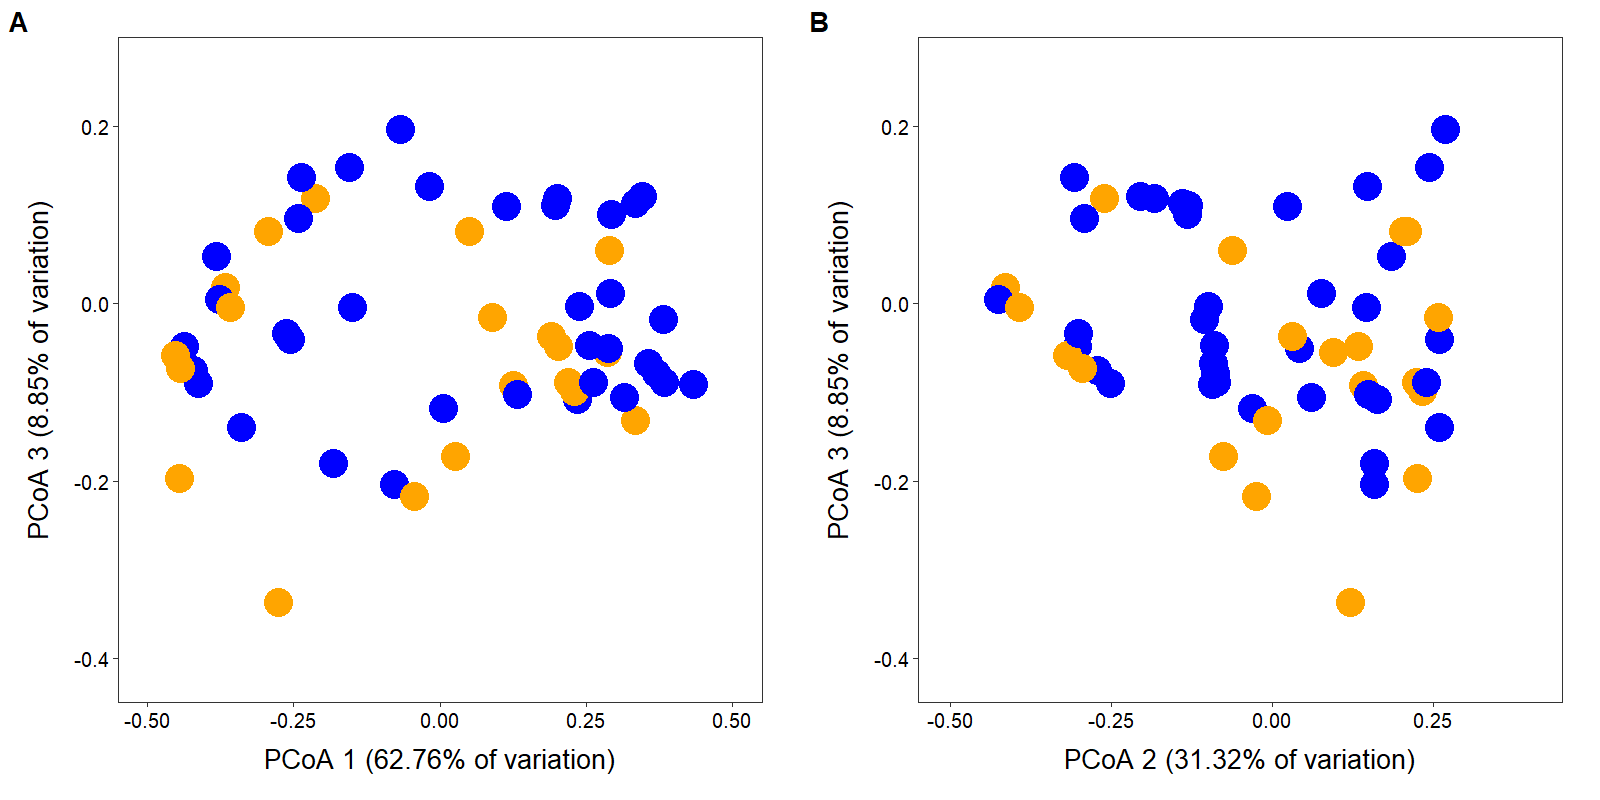 A
B
PCoA 3 (8.85% of variation)
0.2
0.0
-0.2
-0.4
-0.50
-0.25
0.00
0.25
0.50
PCoA 1 (62.76% of variation)
PCoA 3 (8.85% of variation)
0.2
0.0
-0.2
-0.4
-0.50
-0.25
0.00
0.25
PCoA 2 (31.32% of variation)